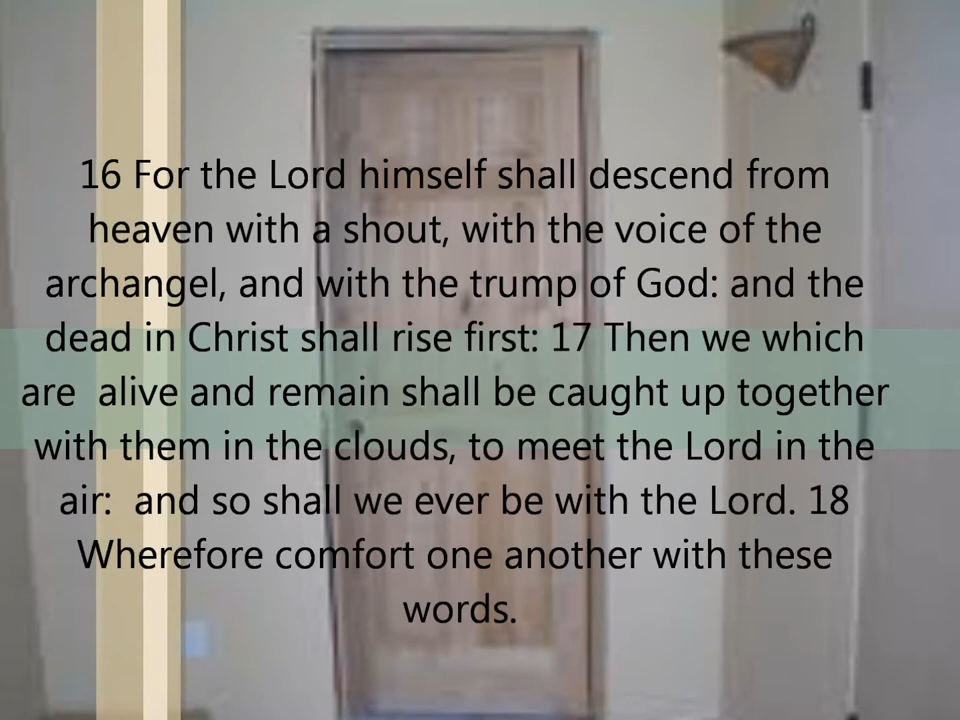 16 For the Lord himself shall descend from
heaven with a shout, with the voice of the
archangel, and with the trump of God: and the
dead in Christ shall rise first: 17 Then we which
are  alive and remain shall be caught up together
with them in the clouds, to meet the Lord in the
air:  and so shall we ever be with the Lord. 18
Wherefore comfort one another with these
words.